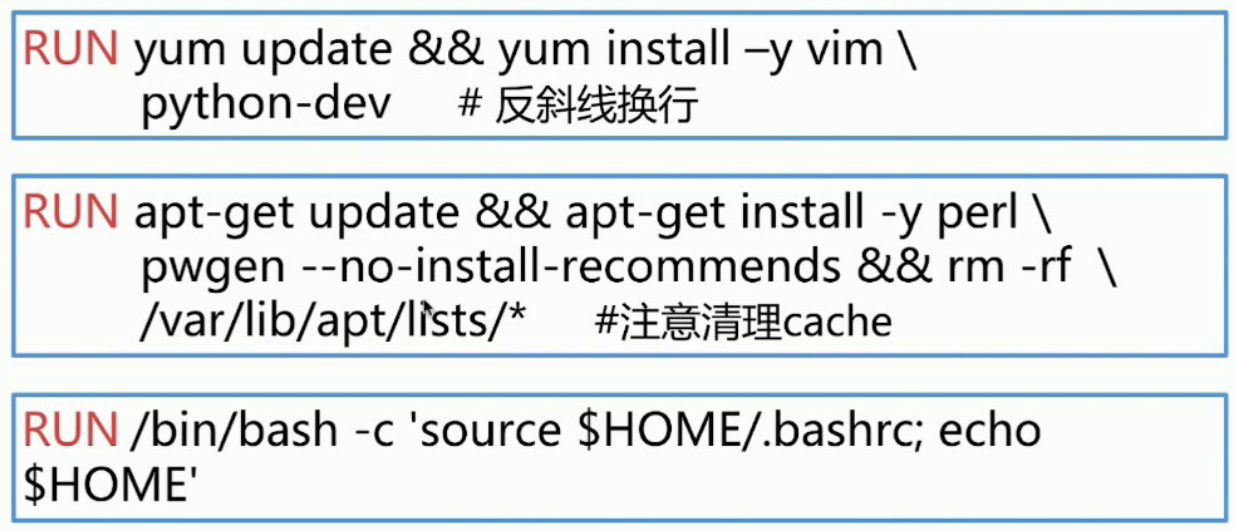 RUN yum update && yum install –y vim \
python-dev # 反斜线换行
RUN apt-get update && apt-get install -y perl \
pwgen --no-install-recommends && rm -rf \
/var/lib/apt/lists/* #注意清理cache
RUN /bin/bash -c 'source $HOME/.bashrc; echo
$HOME'